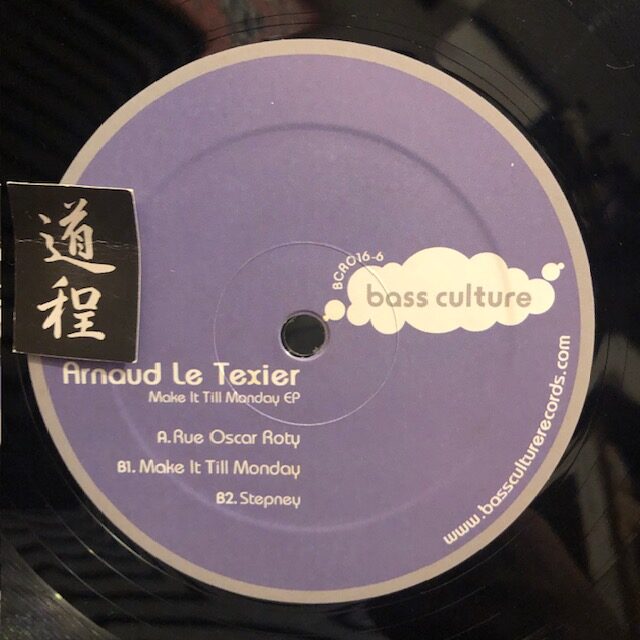 道程
BCR016-6
bass culture
Arnaud Le Texier
Make It Till Monday EP
A. Rue Oscar Roty
B1. Make It Till Monday
B2. Stepney
www.bassculturerecords.com